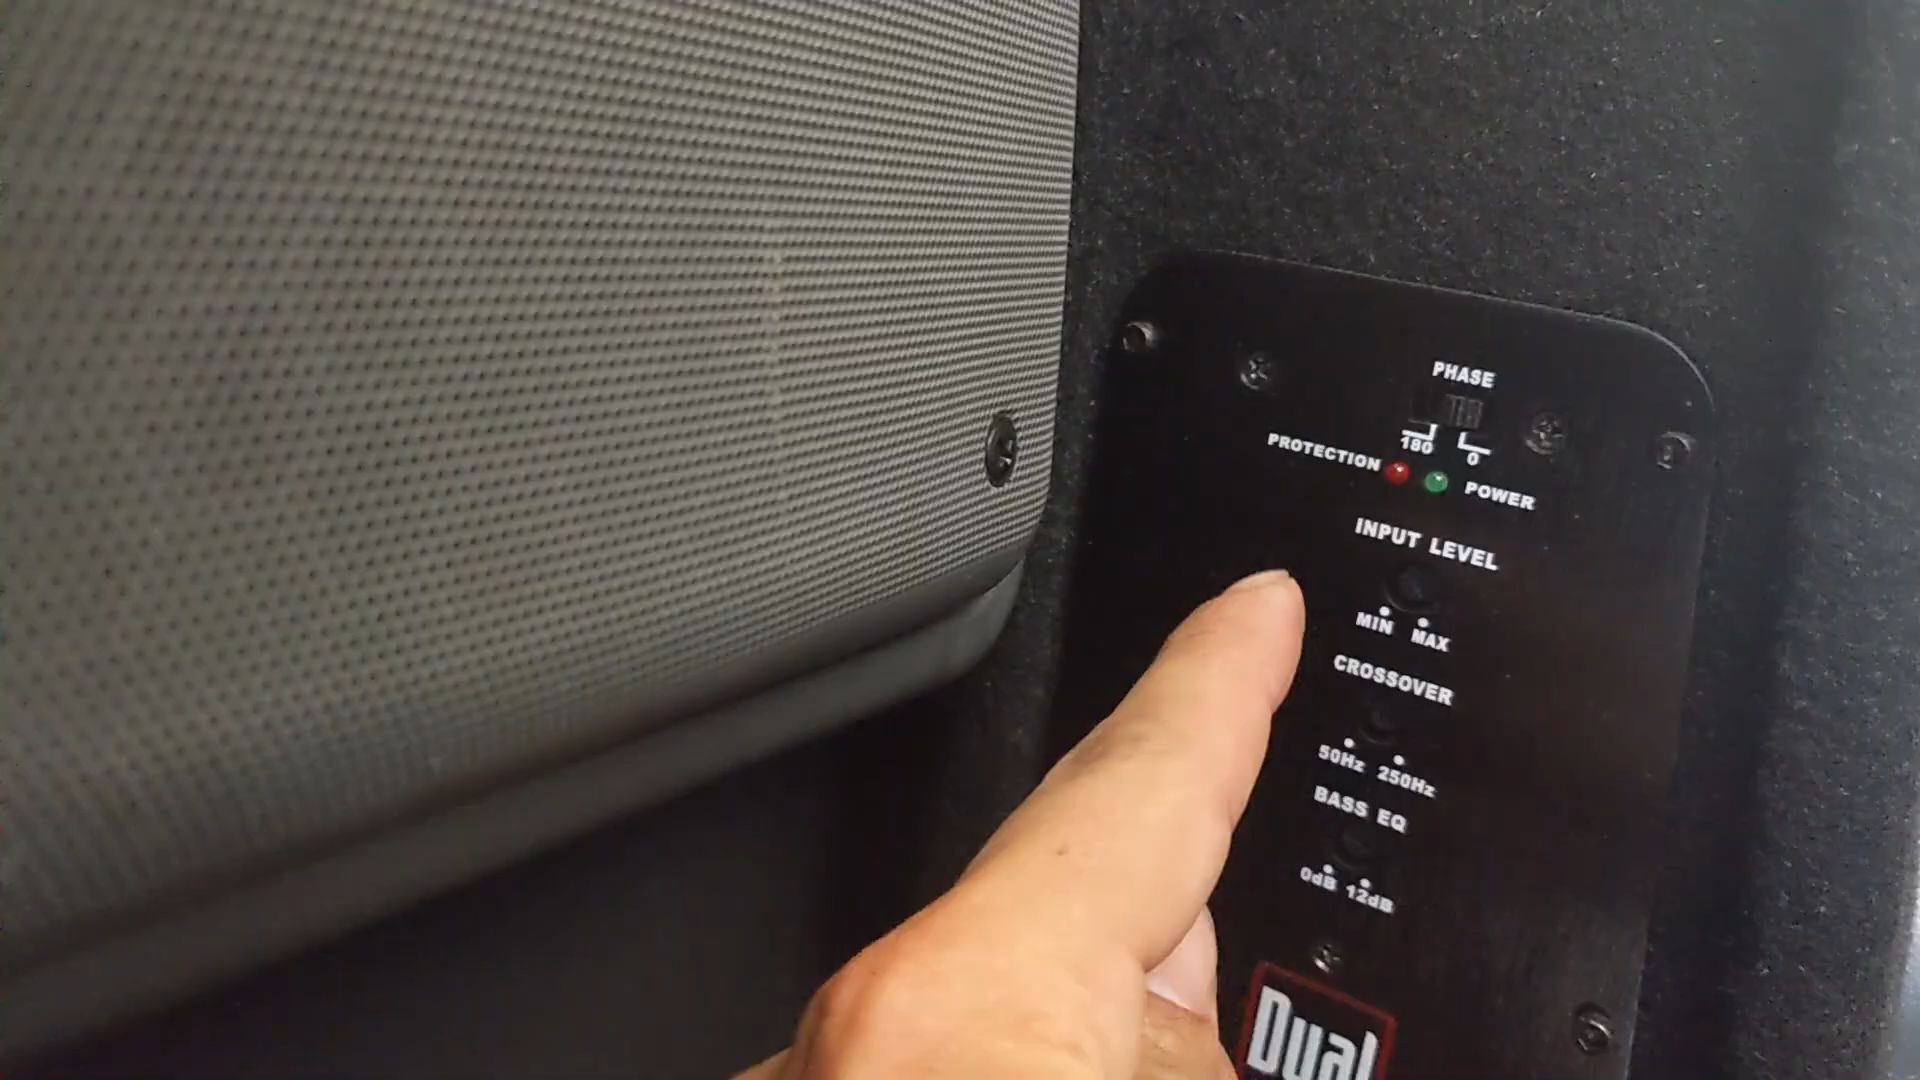 PHASE
180 0
PROTECTION POWER
INPUT LEVEL
MIN MAX
CROSSOVER
50Hz 250Hz
BASS EQ
0dB 12dB
Dual